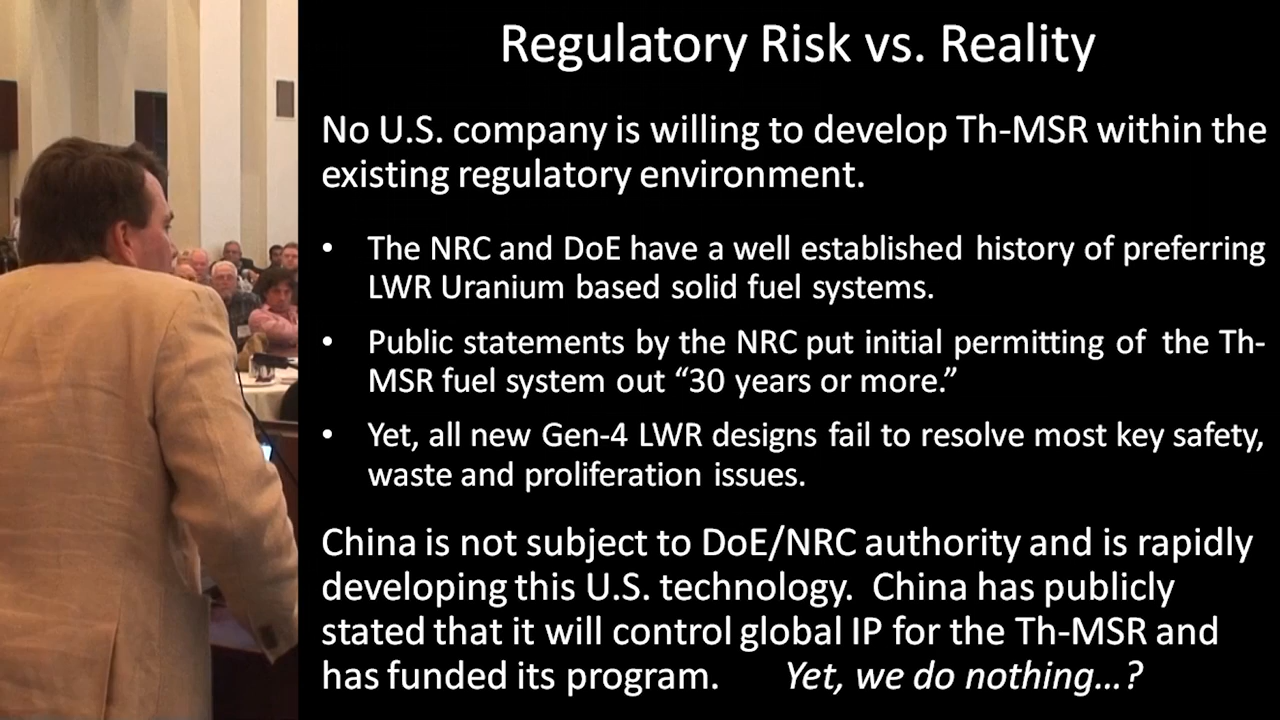 Regulatory Risk vs. Reality
No U.S. company is willing to develop Th-MSR within the
existing regulatory environment.
• The NRC and DoE have a well established history of preferring
LWR Uranium based solid fuel systems.
• Public statements by the NRC put initial permitting of the Th-
MSR fuel system out “30 years or more.”
• Yet, all new Gen-4 LWR designs fail to resolve most key safety,
waste and proliferation issues.
China is not subject to DoE/NRC authority and is rapidly
developing this U.S. technology. China has publicly
stated that it will control global IP for the Th-MSR and
has funded its program. Yet, we do nothing…?